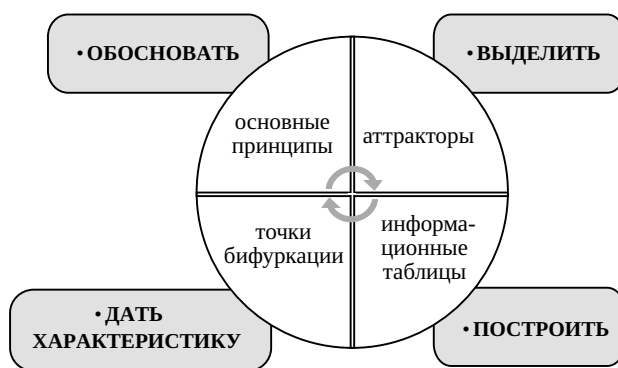 • ОБОСНОВАТЬ
• ВЫДЕЛИТЬ
основные
принципы
аттракторы
точки
бифуркации
информа-
ционные
таблицы
• ДАТЬ
ХАРАКТЕРИСТИКУ
• ПОСТРОИТЬ